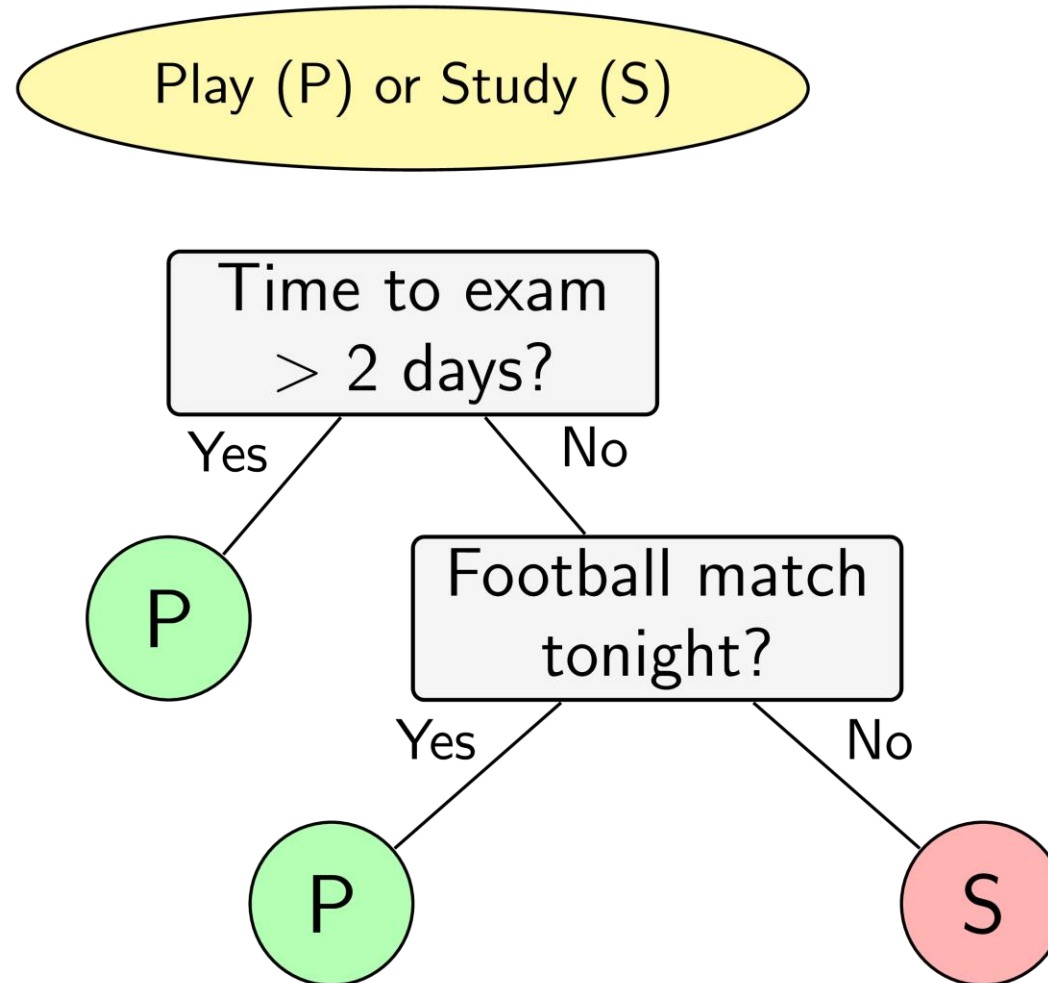 Play (P) or Study (S)
Time to exam
> 2 days?
Yes
No
P
Football match
tonight?
Yes
No
P
S